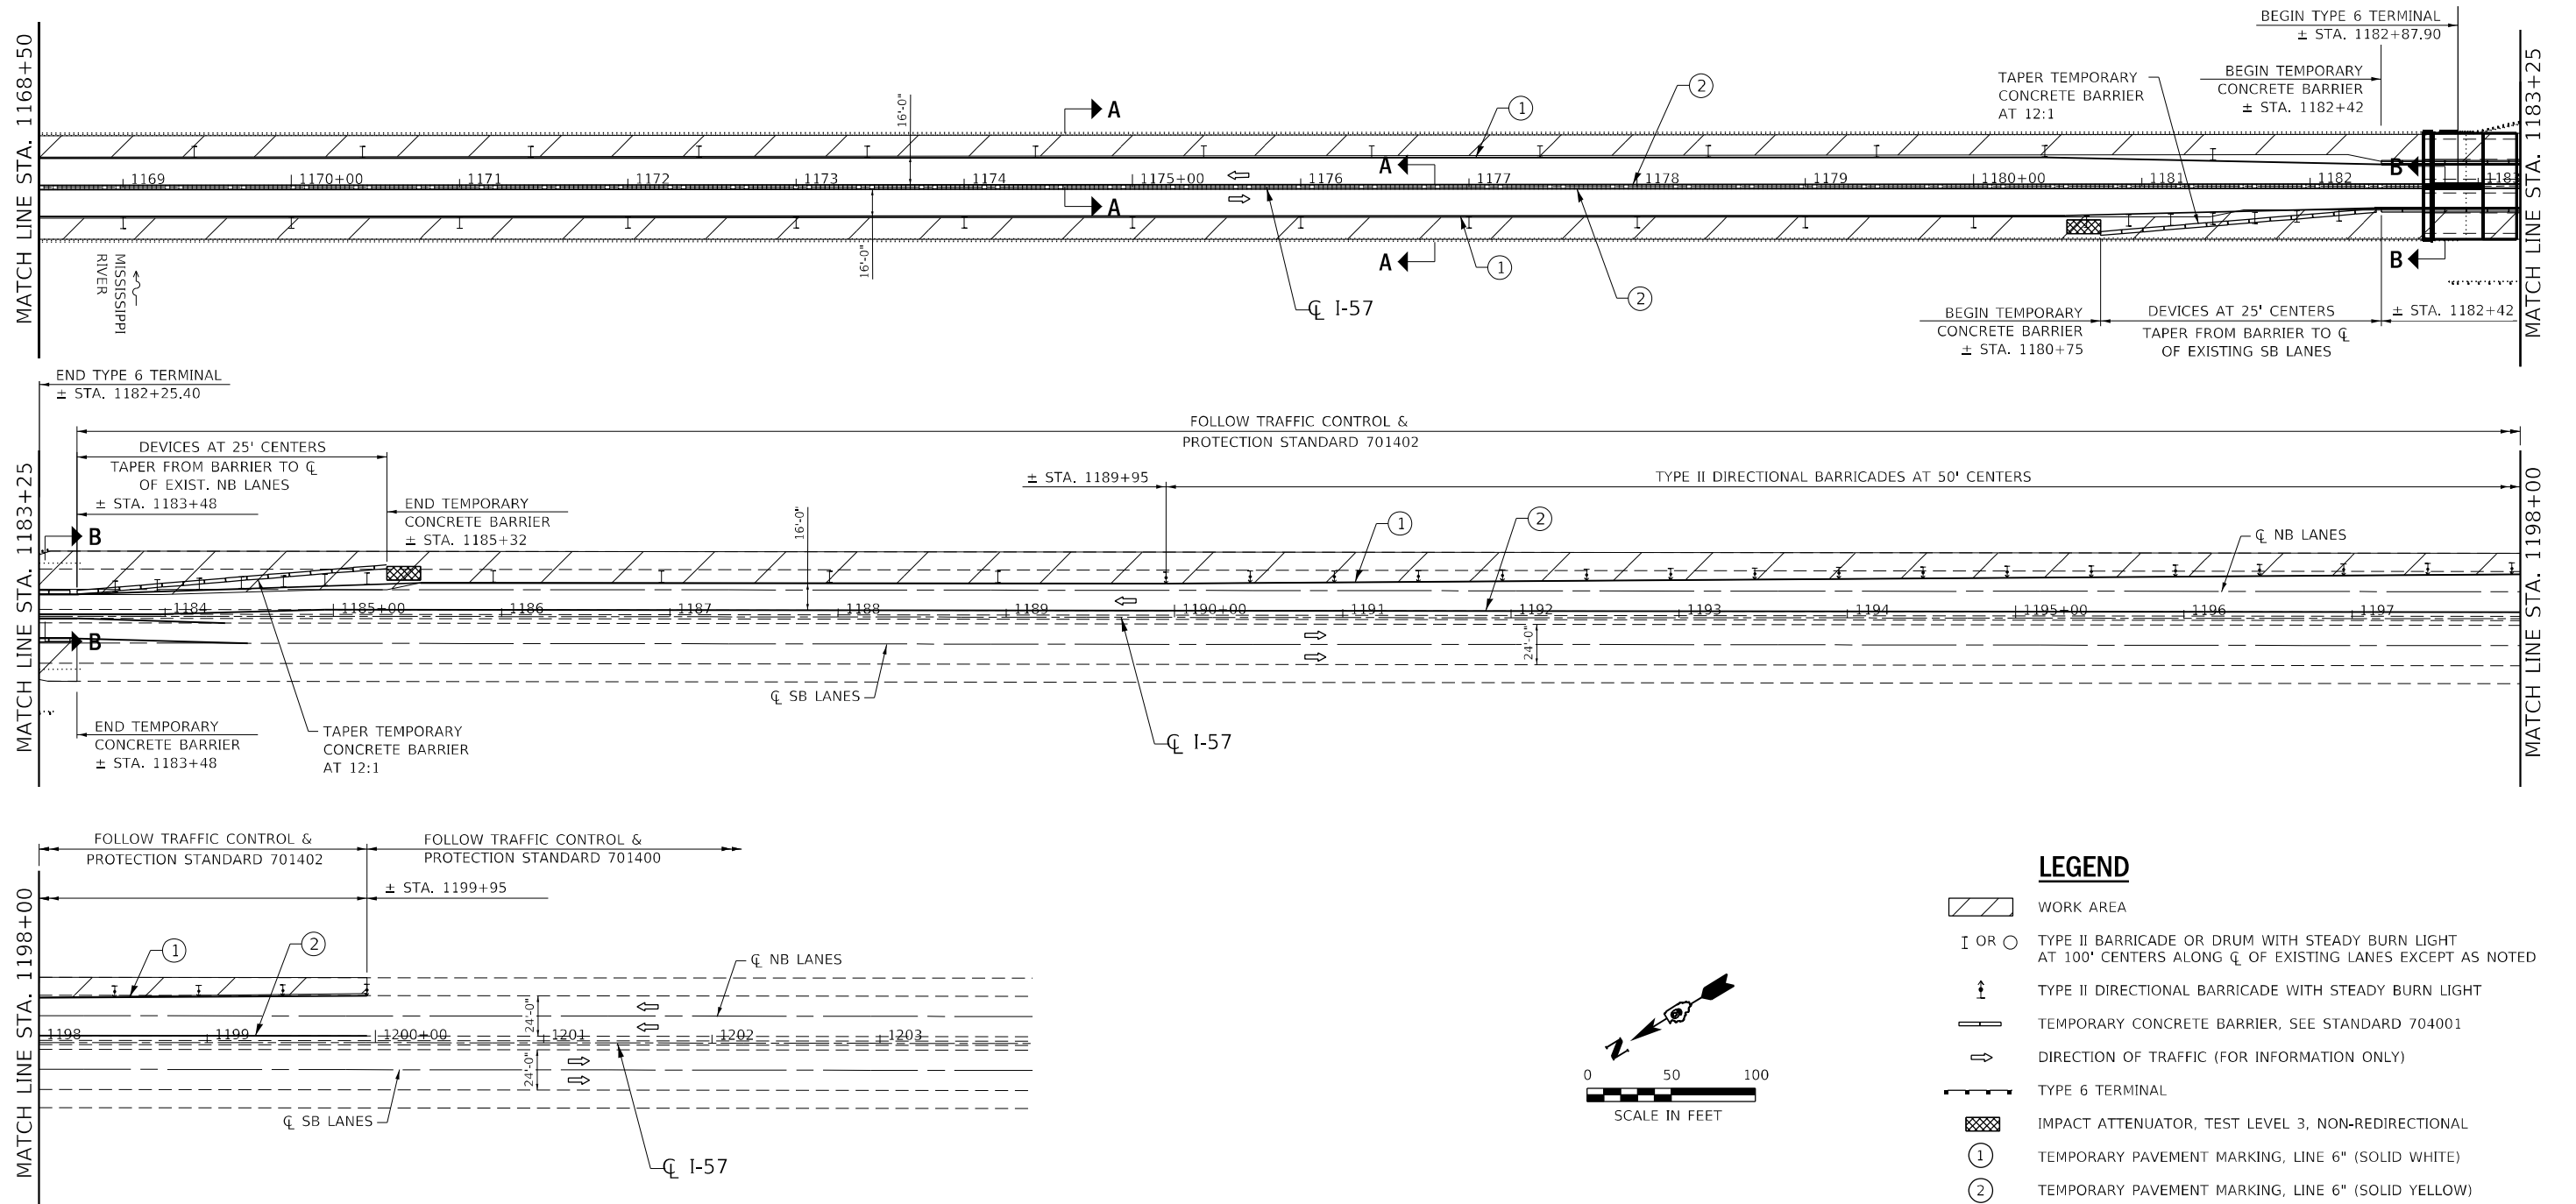 MATCH LINE STA. 1168+50
BEGIN TYPE 6 TERMINAL
± STA. 1182+87.90
BEGIN TEMPORARY
CONCRETE BARRIER
± STA. 1182+42
TAPER TEMPORARY
CONCRETE BARRIER
AT 12:1
MATCH LINE STA. 1183+25
16'-0"
A
1
2
A
B
1169
1170+00
1171
1172
1173
1174
1175+00
1176
1177
1178
1179
1180+00
1181
1182
1183
A
16'-0"
A
1
B
MISSISSIPPI
RIVER
2
℄ I-57
BEGIN TEMPORARY
CONCRETE BARRIER
± STA. 1180+75
DEVICES AT 25' CENTERS
TAPER FROM BARRIER TO ℄
OF EXISTING SB LANES
± STA. 1182+42
END TYPE 6 TERMINAL
± STA. 1182+25.40
MATCH LINE STA. 1183+25
FOLLOW TRAFFIC CONTROL &
PROTECTION STANDARD 701402
DEVICES AT 25' CENTERS
TAPER FROM BARRIER TO ℄
OF EXIST. NB LANES
± STA. 1183+48
END TEMPORARY
CONCRETE BARRIER
± STA. 1185+32
± STA. 1189+95
TYPE II DIRECTIONAL BARRICADES AT 50' CENTERS
MATCH LINE STA. 1198+00
B
16'-0"
1
2
℄ NB LANES
1184
1185+00
1186
1187
1188
1189
1190+00
1191
1192
1193
1194
1195+00
1196
1197
B
24'-0"
℄ SB LANES
END TEMPORARY
CONCRETE BARRIER
± STA. 1183+48
TAPER TEMPORARY
CONCRETE BARRIER
AT 12:1
℄ I-57
MATCH LINE STA. 1198+00
FOLLOW TRAFFIC CONTROL &
PROTECTION STANDARD 701402
FOLLOW TRAFFIC CONTROL &
PROTECTION STANDARD 701400
± STA. 1199+95
1
2
℄ NB LANES
24'-0"
1198
1199
1200+00
1201
1202
1203
24'-0"
℄ SB LANES
℄ I-57
N
0 50 100
SCALE IN FEET
LEGEND
WORK AREA
OR
TYPE II BARRICADE OR DRUM WITH STEADY BURN LIGHT
AT 100' CENTERS ALONG ℄ OF EXISTING LANES EXCEPT AS NOTED
TYPE II DIRECTIONAL BARRICADE WITH STEADY BURN LIGHT
TEMPORARY CONCRETE BARRIER, SEE STANDARD 704001
DIRECTION OF TRAFFIC (FOR INFORMATION ONLY)
TYPE 6 TERMINAL
IMPACT ATTENUATOR, TEST LEVEL 3, NON-REDIRECTIONAL
1 TEMPORARY PAVEMENT MARKING, LINE 6" (SOLID WHITE)
2 TEMPORARY PAVEMENT MARKING, LINE 6" (SOLID YELLOW)